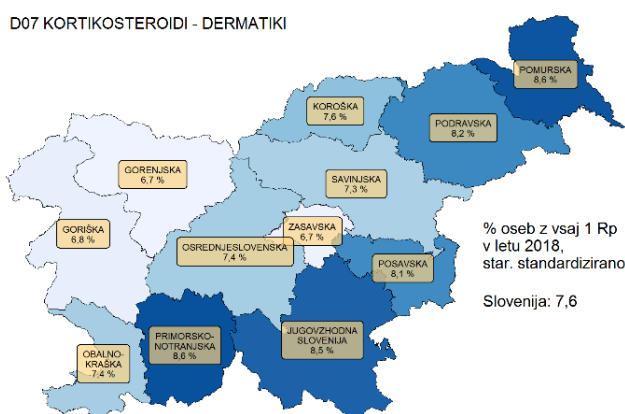 D07 KORTIKOSTEROIDI - DERMATIKI
POMURSKA
8,6 %
KOROŠKA
7,6 %
PODRAVSKA
8,2 %
GORENJSKA
6,7 %
SAVINJSKA
7,3 %
GORIŠKA
6,8 %
ZASAVSKA
6,7 %
OSREDNJESLOVENSKA
7,4 %
POSAVSKA
8,1 %
% oseb z vsaj 1 Rp
v letu 2018,
star. standardizirano
Slovenija: 7,6
PRIMORSKO-
NOTRANJSKA
8,6 %
JUGOVZHODNA
SLOVENIJA
8,5 %
OBALNO-
KRAŠKA
7,4 %